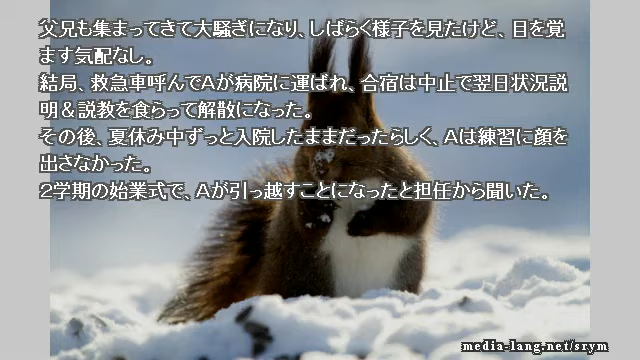 父兄も集まってきて大騒ぎになり、しばらく様子を見たけど、目を覚
ます気配なし。
結局、救急車呼んでAが病院に運ばれ、合宿は中止で翌日状況説
明＆説教を食らって解散になった。
その後、夏休み中ずっと入院したままだったらしく、Aは練習に顔を
出さなかった。
２学期の始業式で、Aが引っ越すことになったと担任から聞いた。
media-lang.net/srym